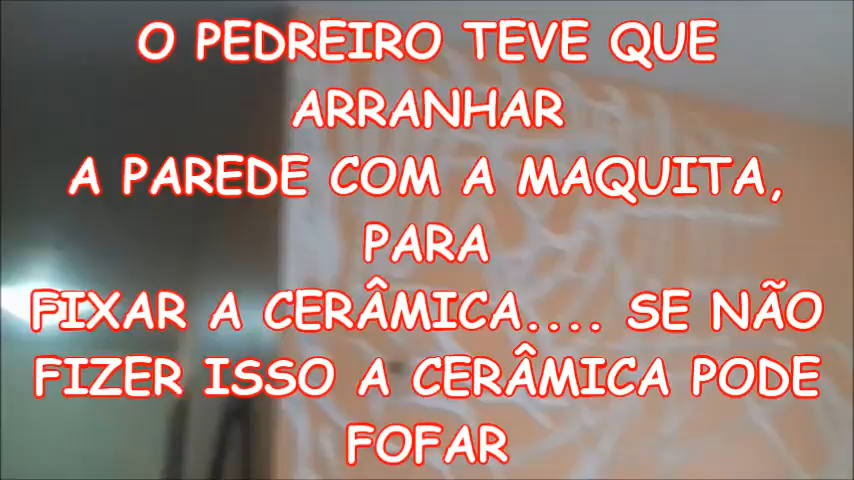 O PEDREIRO TEVE QUE
ARRANHAR
A PAREDE COM A MAQUITA,
PARA
FIXAR A CERÂMICA.... SE NÃO
FIZER ISSO A CERÂMICA PODE
FOFAR